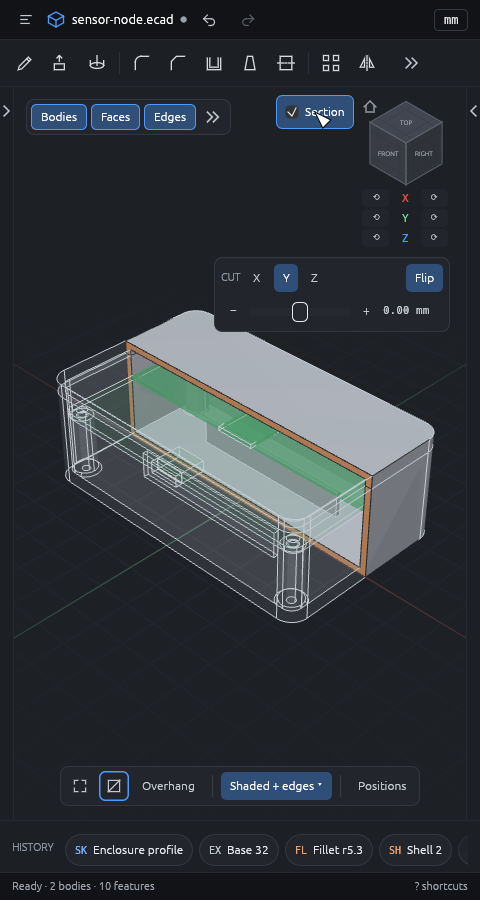 sensor-node.ecad
mm
Bodies Faces Edges
Section
TOP
FRONT RIGHT
X
Y
Z
CUT X Y Z Flip
− + 0.00 mm
Overhang Shaded + edges Positions
HISTORY SK Enclosure profile EX Base 32 FL Fillet r5.3 SH Shell 2
Ready · 2 bodies · 10 features ? shortcuts